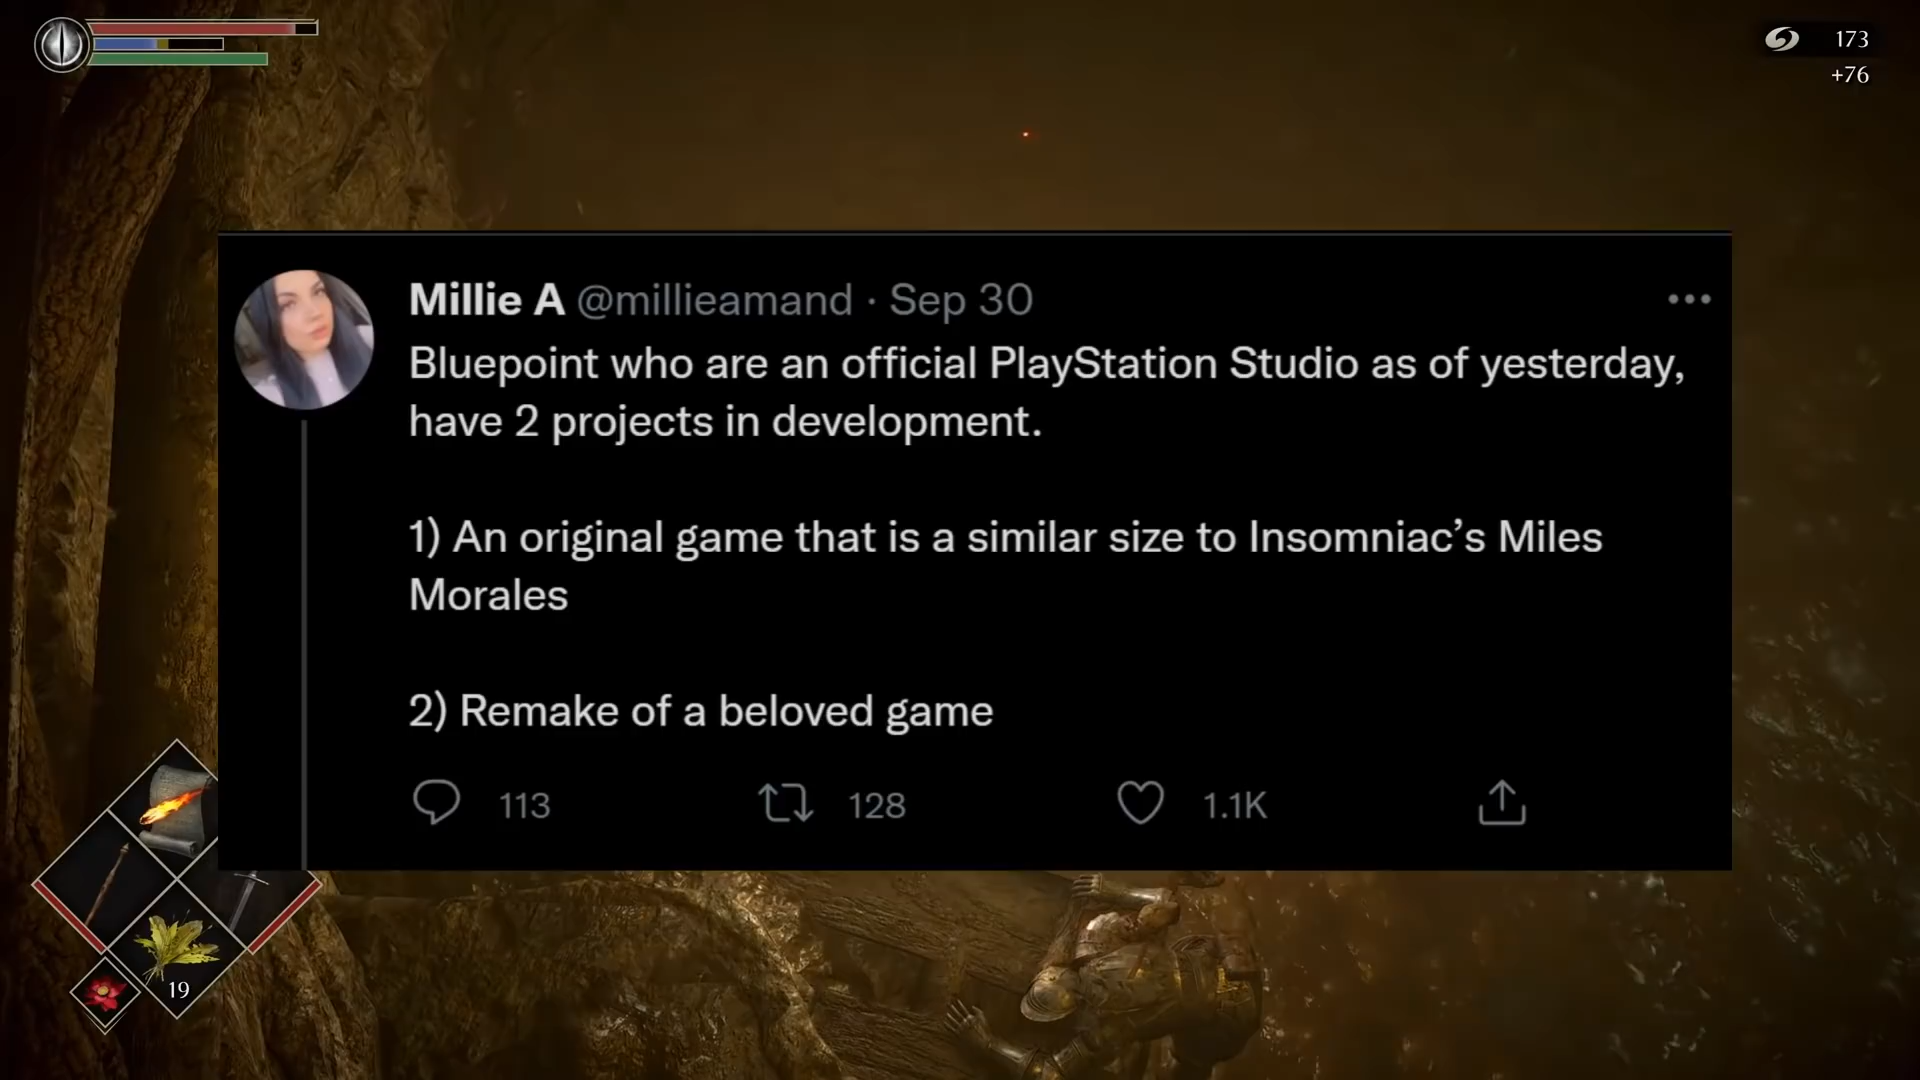 173
+76
Millie A @millieamand · Sep 30
Bluepoint who are an official PlayStation Studio as of yesterday,
have 2 projects in development.
1) An original game that is a similar size to Insomniac’s Miles
Morales
2) Remake of a beloved game
113 128 1.1K
19